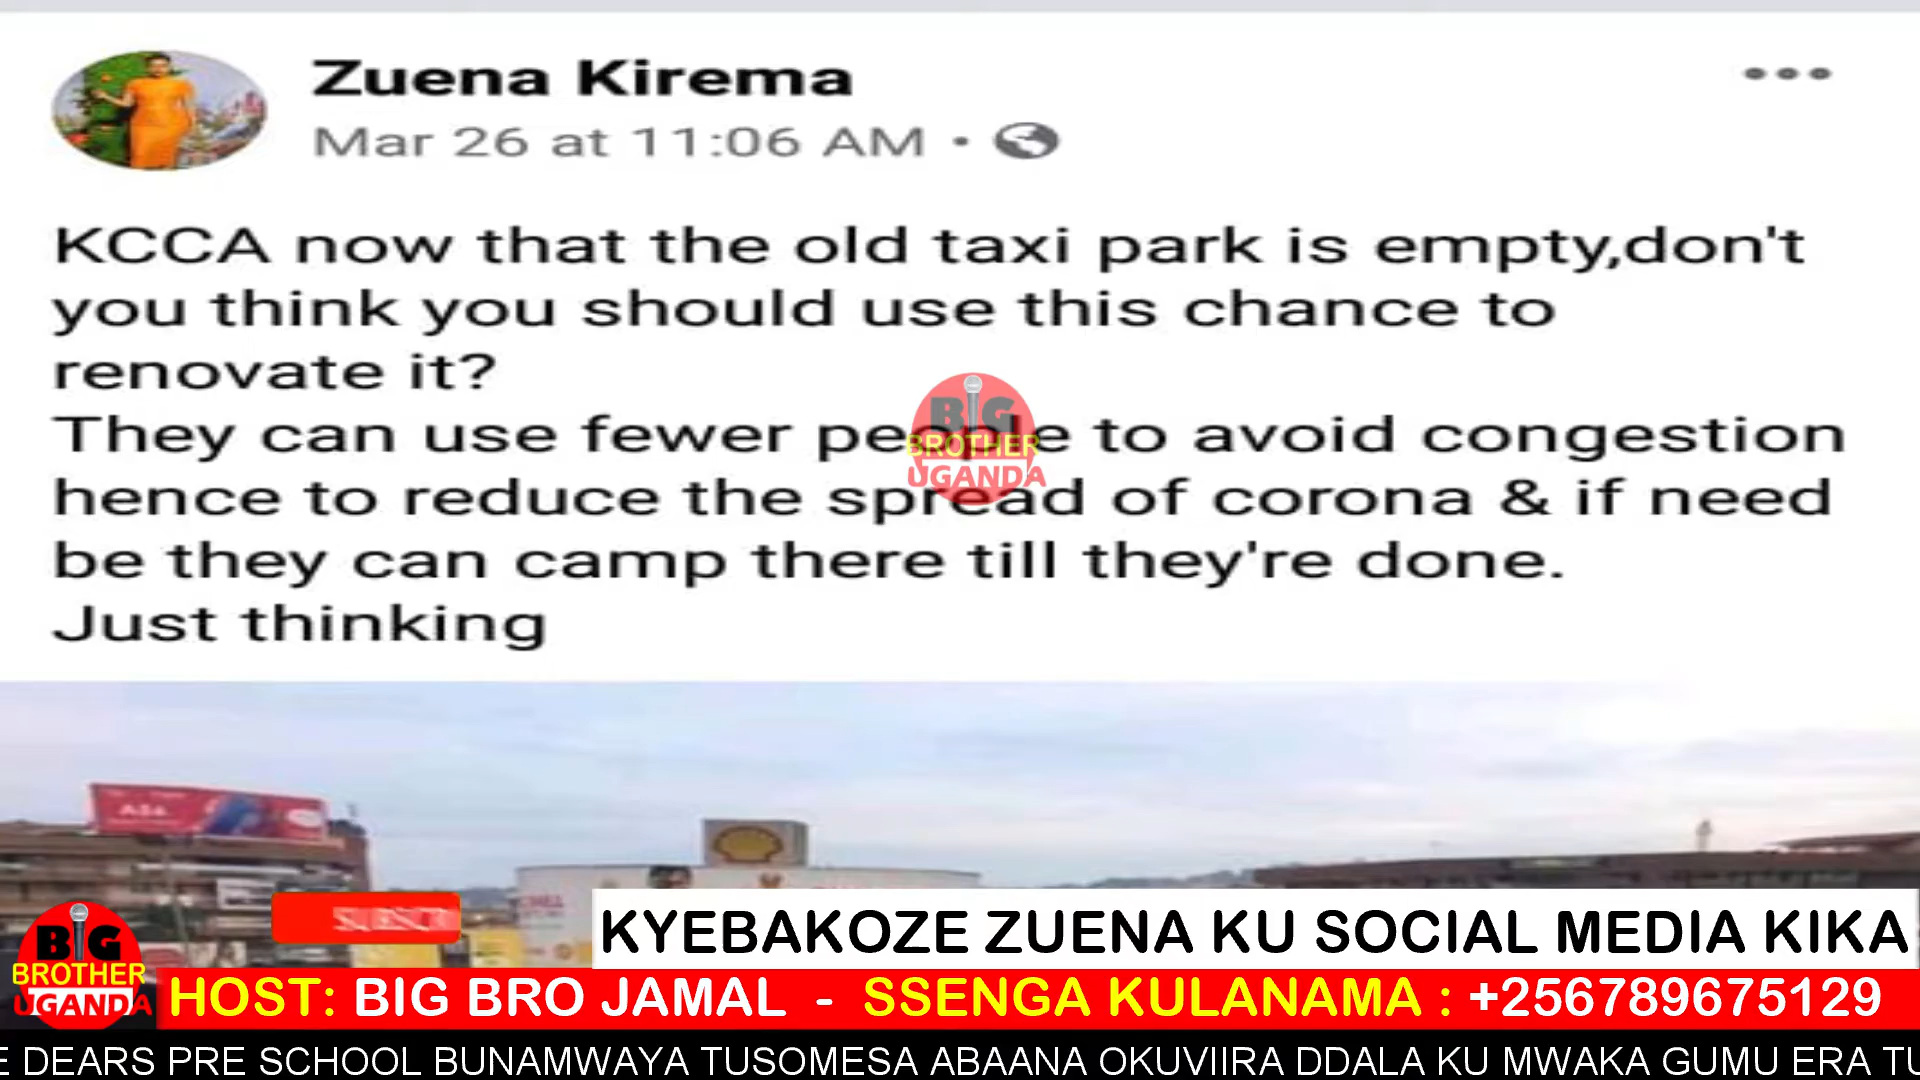 Zuena Kirema
Mar 26 at 11:06 AM
KCCA now that the old taxi park is empty,don't
you think you should use this chance to
renovate it?
They can use fewer people to avoid congestion
hence to reduce the spread of corona & if need
be they can camp there till they're done.
Just thinking
BIG
BROTHER
UGANDA
KYEBAKOZE ZUENA KU SOCIAL MEDIA KIKA
BIG
BROTHER
UGANDA
HOST: BIG BRO JAMAL - SSENGA KULANAMA : +256789675129
E DEARS PRE SCHOOL BUNAMWAYA TUSOMESA ABAANA OKUVIIRA DDALA KU MWAKA GUMU ERA TU